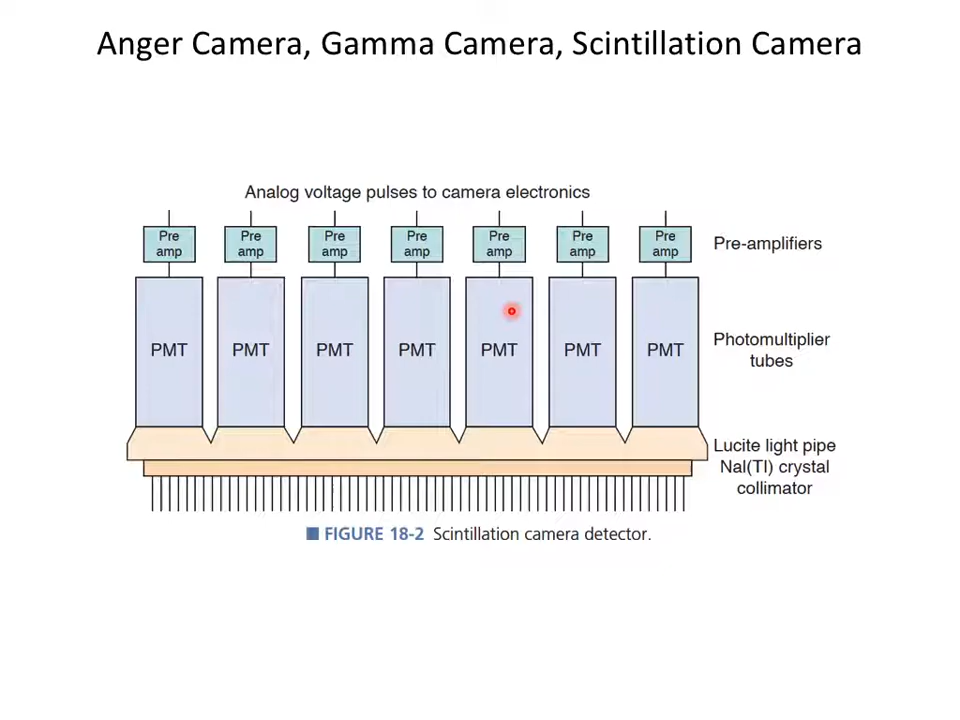 Anger Camera, Gamma Camera, Scintillation Camera
Analog voltage pulses to camera electronics
Pre amp
Pre amp
Pre amp
Pre amp
Pre amp
Pre amp
Pre amp
Pre-amplifiers
PMT
PMT
PMT
PMT
PMT
PMT
PMT
Photomultiplier
tubes
Lucite light pipe
NaI(Tl) crystal
collimator
FIGURE 18-2 Scintillation camera detector.